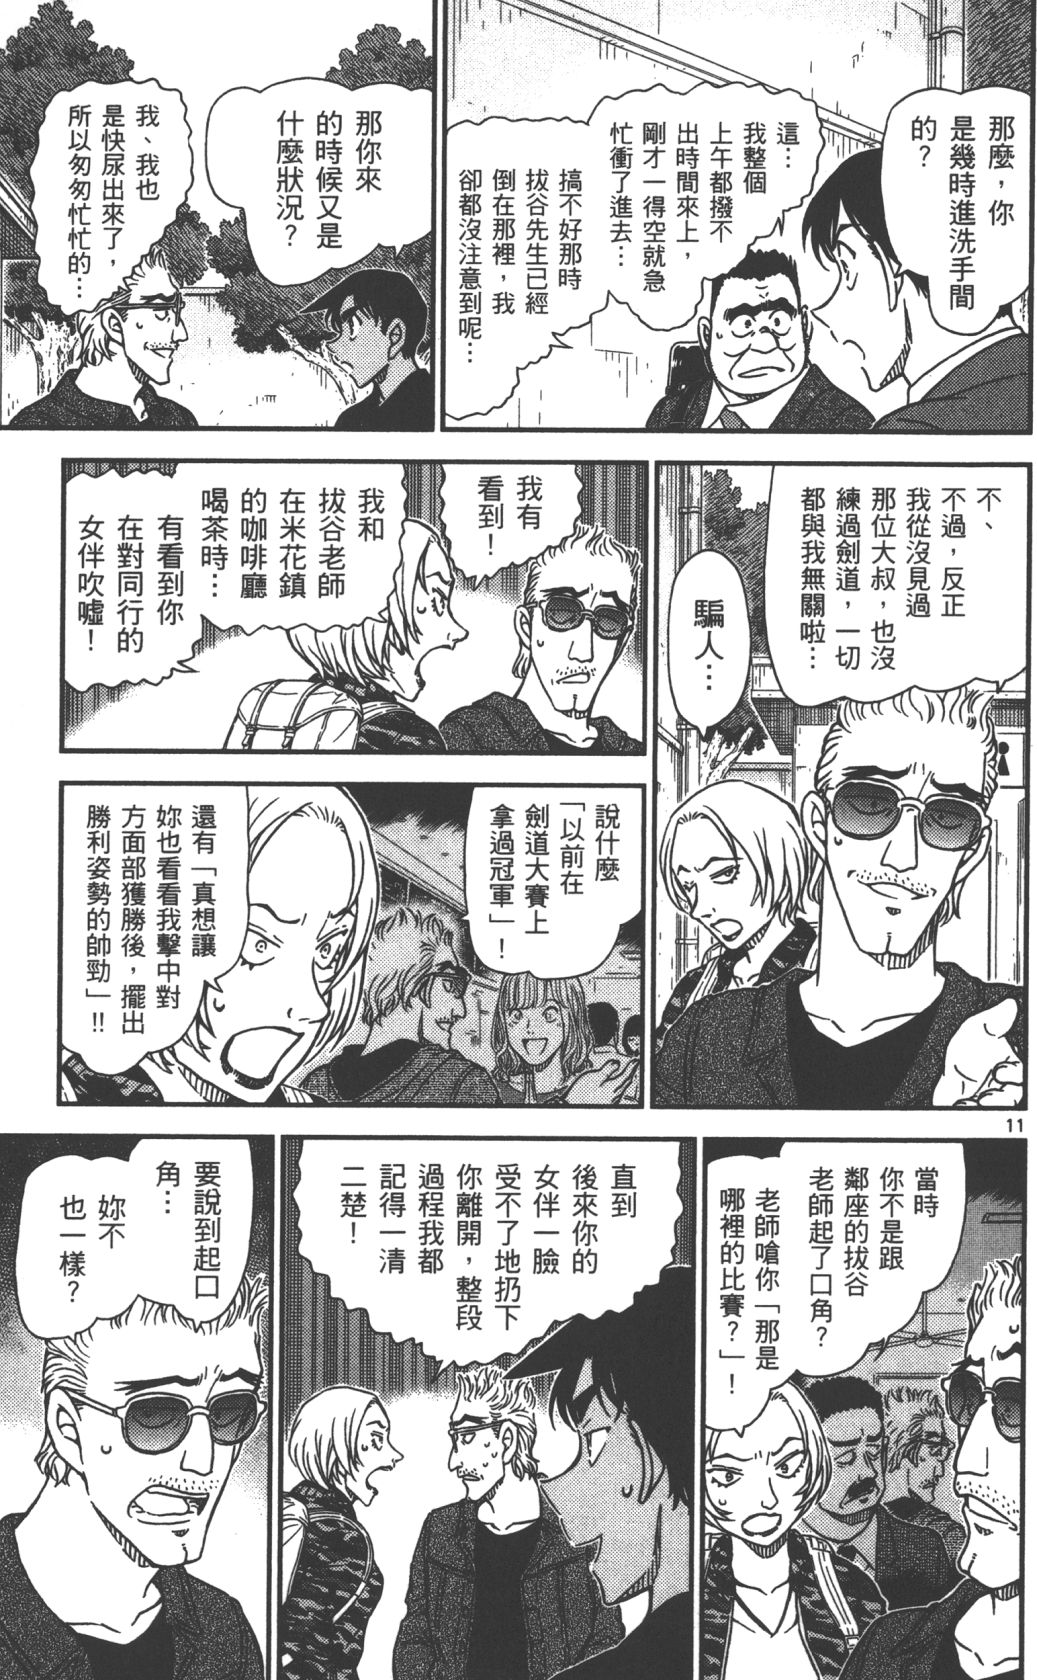 那麼，你
是幾時進洗手間
的？
這…
我整個
上午都撥不
出時間來上，
剛才一得空就急
忙衝了進去…
搞不好那時
拔谷先生已經
倒在那裡，我
卻都沒注意到呢…
那你來
的時候又是
什麼狀況？
我、我也
是快尿出來了，
所以匆匆忙忙的…
不、
不過，反正
我從沒見過
那位大叔，也沒
練過劍道，一切
都與我無關啦…
騙人…
我有
看到！
我和
拔谷老師
在米花鎮
的咖啡廳
喝茶時…
有看到你
在對同行的
女伴吹噓！
說什麼
「以前在
劍道大賽上
拿過冠軍」！
還有「真想讓
妳也看看我擊中對
方面部獲勝後，擺出
勝利姿勢的帥勁」!!
11
當時
你不是跟
鄰座的拔谷
老師起了口角？
老師嗆你「那是
哪裡的比賽？」！
直到
後來你的
女伴一臉
受不了地扔下
你離開，整段
過程我都
記得一清
二楚！
要說到起口
角…
妳不
也一樣？